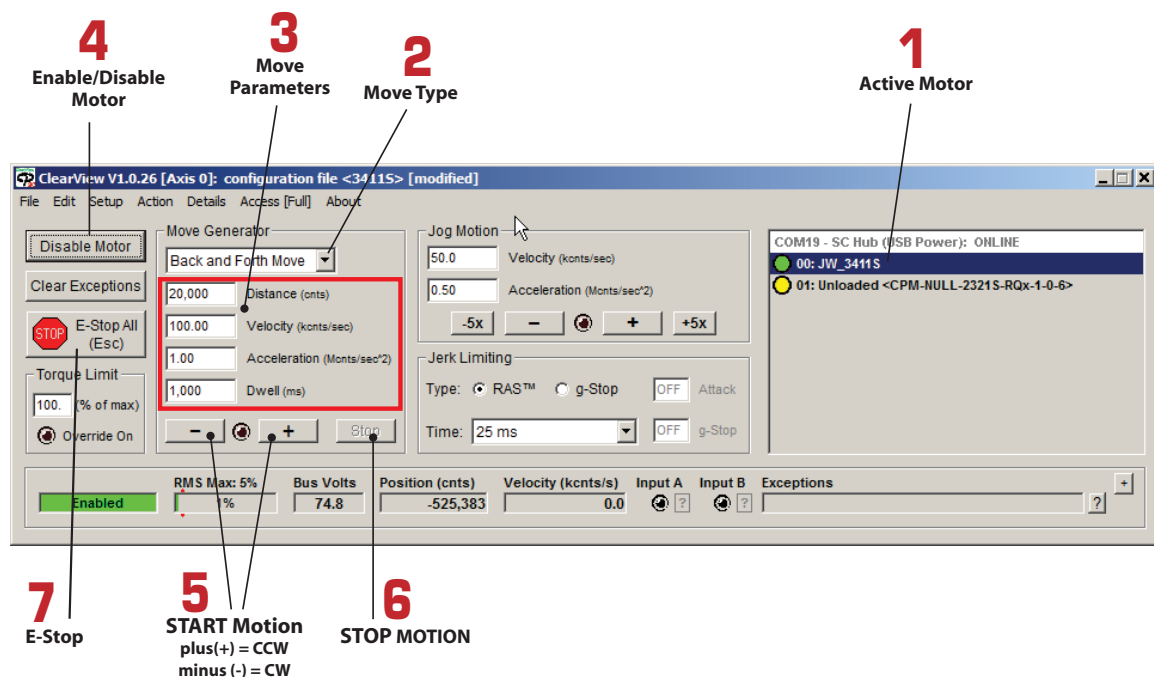 4
Enable/Disable
Motor
3
Move
Parameters
2
Move Type
1
Active Motor
ClearView V1.0.26 [Axis 0]: configuration file <3411S> [modified]
File Edit Setup Action Details Access [Full] About
Disable Motor
Clear Exceptions
STOP
E-Stop All
(Esc)
Torque Limit
100. (% of max)
Override On
Move Generator
Back and Forth Move
20,000 Distance (cnts)
100.00 Velocity (kcnts/sec)
1.00 Acceleration (Mcnts/sec^2)
1,000 Dwell (ms)
- + Stop
Jog Motion
50.0 Velocity (kcnts/sec)
0.50 Acceleration (Mcnts/sec^2)
-5x - + +5x
Jerk Limiting
Type: RAS™ g-Stop OFF Attack
Time: 25 ms OFF g-Stop
COM19 - SC Hub (USB Power): ONLINE
00: JW_3411S
01: Unloaded <CPM-NULL-2321S-RQx-1-0-6>
RMS Max: 5% Bus Volts Position (cnts) Velocity (kcnts/s) Input A Input B Exceptions +
Enabled 1% 74.8 -525,383 0.0 ? ? ?
7
E-Stop
5
START Motion
plus(+) = CCW
minus (-) = CW
6
STOP MOTION